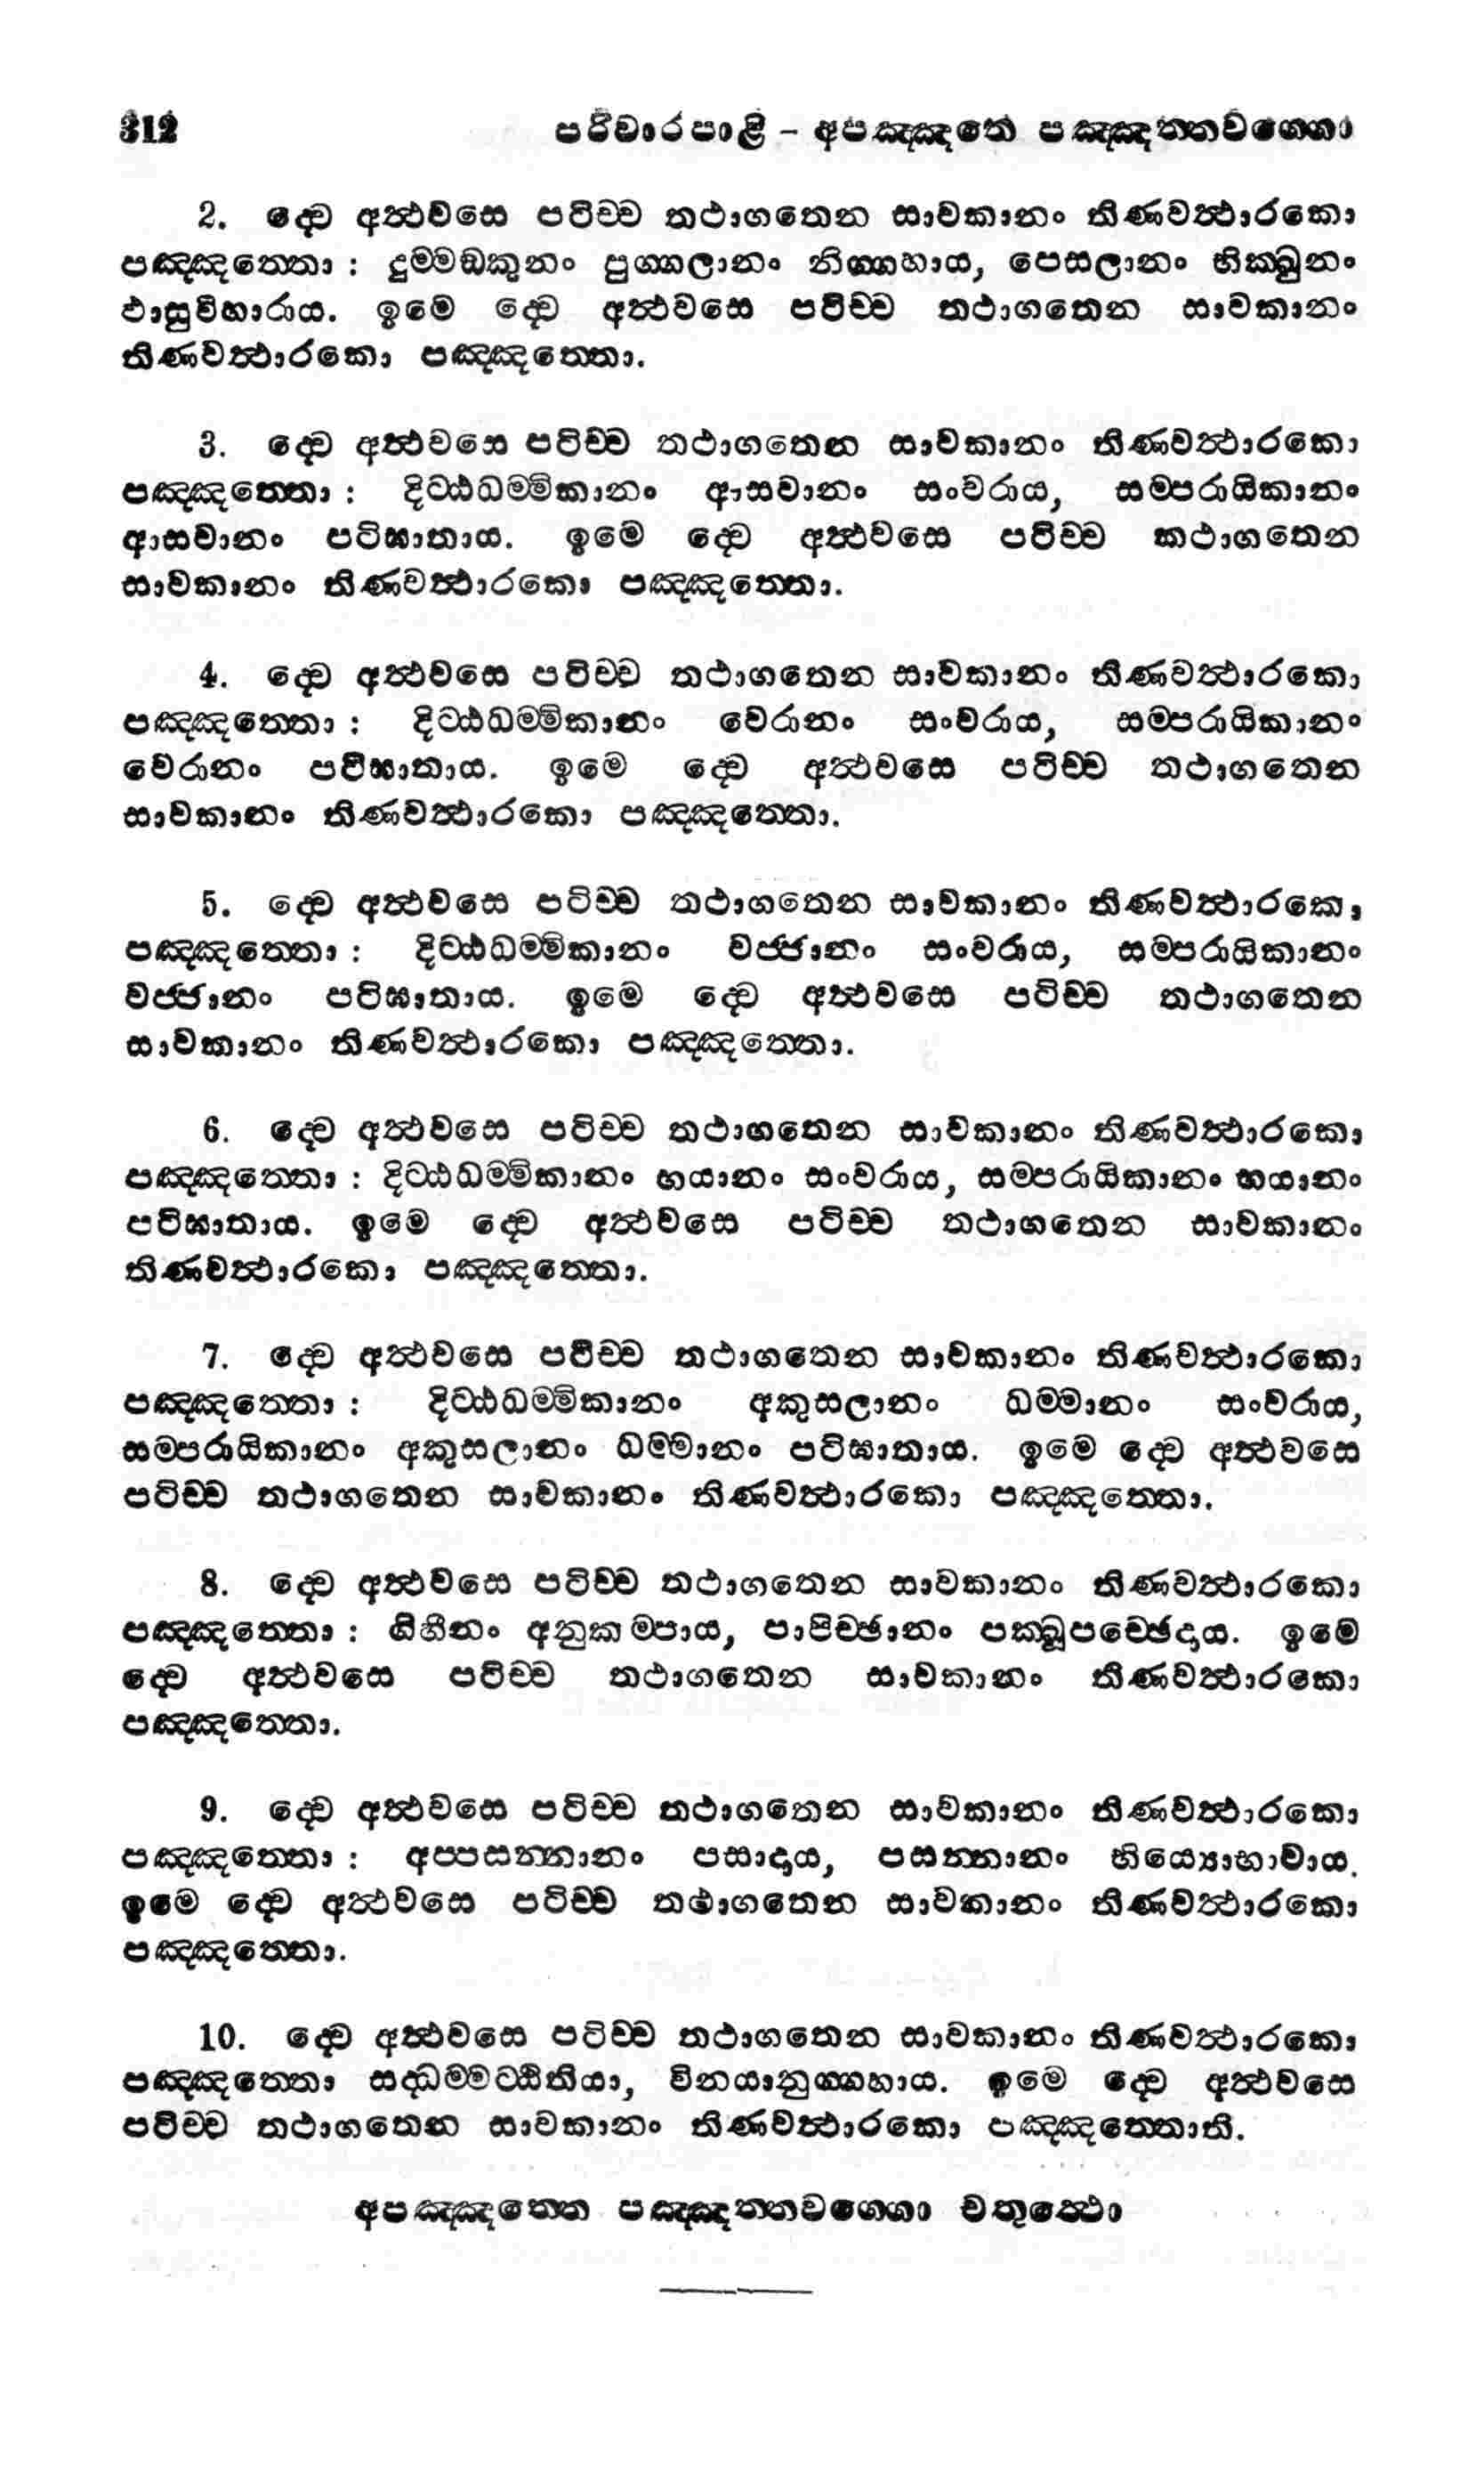 312 පරිවාරපාළි – අපඤ්ඤතෙ පඤ්ඤත්තවග්ගො
2. ද්වෙ අත්ථවසෙ පටිච්ච තථාගතෙන සාවකානං තිණවත්ථාරකො
පඤ්ඤත්තො : දුම්මඞ්කුනං පුග්ගලානං නිග්ගහාය, පෙසලානං භික්ඛුනං
ඵාසුවිහාරාය. ඉමෙ ද්වෙ අත්ථවසෙ පටිච්ච තථාගතෙන සාවකානං
තිණවත්ථාරකො පඤ්ඤත්තො.
3. ද්වෙ අත්ථවසෙ පටිච්ච තථාගතෙන සාවකානං තිණවත්ථාරකො
පඤ්ඤත්තො : දිට්ඨධම්මිකානං ආසවානං සංවරාය, සම්පරායිකානං
ආසවානං පටිඝාතාය. ඉමෙ ද්වෙ අත්ථවසෙ පටිච්ච කථාගතෙන
සාවකානං තිණවත්ථාරකො පඤ්ඤත්තො.
4. ද්වෙ අත්ථවසෙ පටිච්ච තථාගතෙන සාවකානං තිණවත්ථාරකො
පඤ්ඤත්තො : දිට්ඨධම්මිකානං වෙරානං සංවරාය, සම්පරායිකානං
වෙරානං පටිඝාතාය. ඉමෙ ද්වෙ අත්ථවසෙ පටිච්ච තථාගතෙන
සාවකානං තිණවත්ථාරකො පඤ්ඤත්තො.
5. ද්වෙ අත්ථවසෙ පටිච්ච තථාගතෙන සාවකානං තිණවත්ථාරකො
පඤ්ඤත්තො : දිට්ඨධම්මිකානං වජ්ජානං සංවරාය, සම්පරායිකානං
වජ්ජානං පටිඝාතාය. ඉමෙ ද්වෙ අත්ථවසෙ පටිච්ච තථාගතෙන
සාවකානං තිණවත්ථාරකො පඤ්ඤත්තො.
6. ද්වෙ අත්ථවසෙ පටිච්ච තථාගතෙන සාවකානං තිණවත්ථාරකො
පඤ්ඤත්තො : දිට්ඨධම්මිකානං භයානං සංවරාය, සම්පරායිකානං භයානං
පටිඝාතාය. ඉමෙ ද්වෙ අත්ථවසෙ පටිච්ච තථාගතෙන සාවකානං
තිණවත්ථාරකො පඤ්ඤත්තො.
7. ද්වෙ අත්ථවසෙ පටිච්ච තථාගතෙන සාවකානං තිණවත්ථාරකො
පඤ්ඤත්තො : දිට්ඨධම්මිකානං අකුසලානං ධම්මානං සංවරාය,
සම්පරායිකානං අකුසලානං ධම්මානං පටිඝාතාය. ඉමෙ ද්වෙ අත්ථවසෙ
පටිච්ච තථාගතෙන සාවකානං තිණවත්ථාරකො පඤ්ඤත්තො.
8. ද්වෙ අත්ථවසෙ පටිච්ච තථාගතෙන සාවකානං තිණවත්ථාරකො
පඤ්ඤත්තො : ගිහීනං අනුකම්පාය, පාපිච්ඡානං පක්ඛූපච්ඡෙදාය. ඉමෙ
ද්වෙ අත්ථවසෙ පටිච්ච තථාගතෙන සාවකානං තිණවත්ථාරකො
පඤ්ඤත්තො.
9. ද්වෙ අත්ථවසෙ පටිච්ච තථාගතෙන සාවකානං තිණවත්ථාරකො
පඤ්ඤත්තො : අප්පසන්නානං පසාදාය, පසන්නානං භිය්‍යොභාවාය.
ඉමෙ ද්වෙ අත්ථවසෙ පටිච්ච තථාගතෙන සාවකානං තිණවත්ථාරකො
පඤ්ඤත්තො.
10. ද්වෙ අත්ථවසෙ පටිච්ච තථාගතෙන සාවකානං තිණවත්ථාරකො
පඤ්ඤත්තො සද්ධම්මට්ඨිතියා, විනයානුග්ගහාය. ඉමෙ ද්වෙ අත්ථවසෙ
පටිච්ච තථාගතෙන සාවකානං තිණවත්ථාරකො පඤ්ඤත්තොති.
අපඤ්ඤත්තෙ පඤ්ඤත්තවග්ගො චතුත්ථො